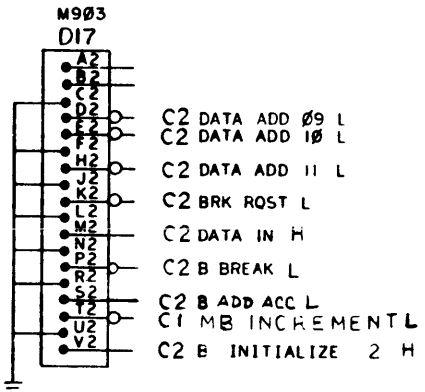 M9Ø3
D17
A2
B2
C2
D2 C2 DATA ADD Ø9 L
E2 C2 DATA ADD 1Ø L
F2
H2 C2 DATA ADD 11 L
J2
K2 C2 BRK RQST L
L2
M2 C2 DATA IN H
N2
P2 C2 B BREAK L
R2
S2 C2 B ADD ACC L
T2 C1 MB INCREMENT L
U2
V2 C2 B INITIALIZE 2 H